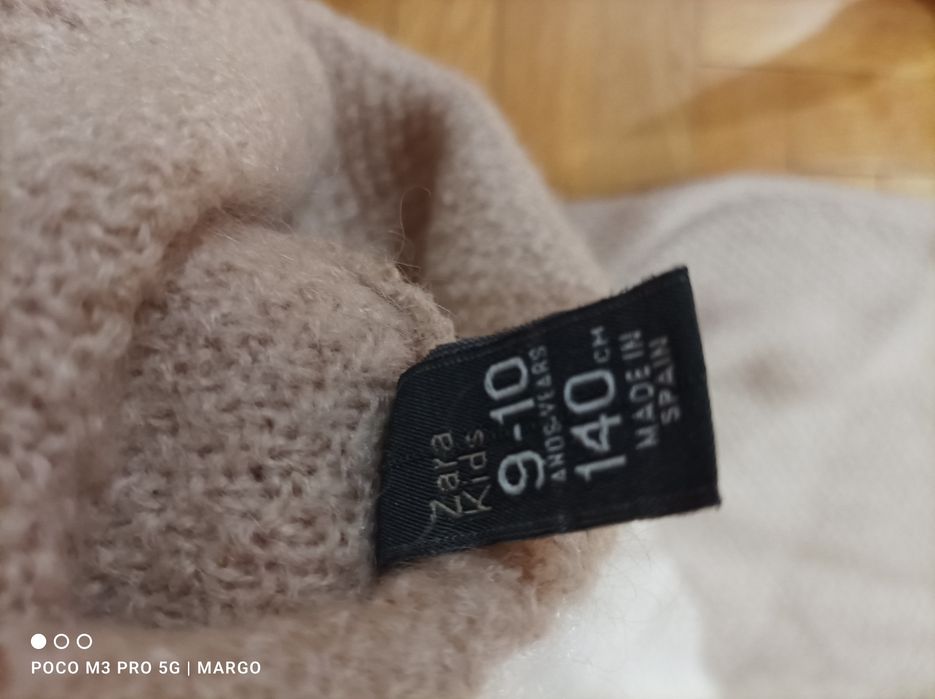 Zara
Kids
9-10
AÑOS-YEARS
140 CM
MADE IN
SPAIN
POCO M3 PRO 5G | MARGO